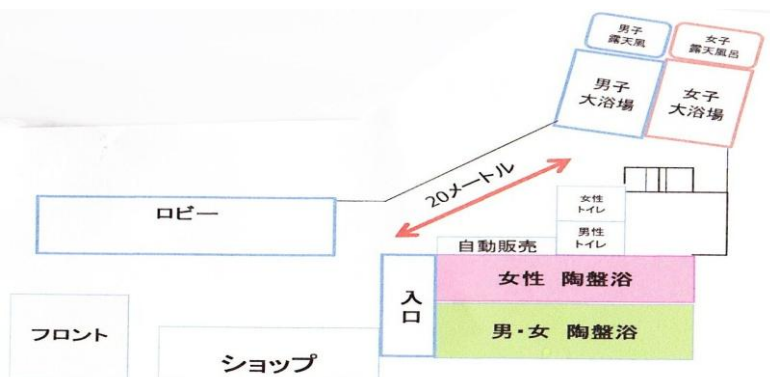 男子
露天風
女子
露天風呂
男子
大浴場
女子
大浴場
20メートル
ロビー
女性
トイレ
男性
トイレ
自動販売
入口
女性 陶盤浴
男・女 陶盤浴
フロント
ショップ